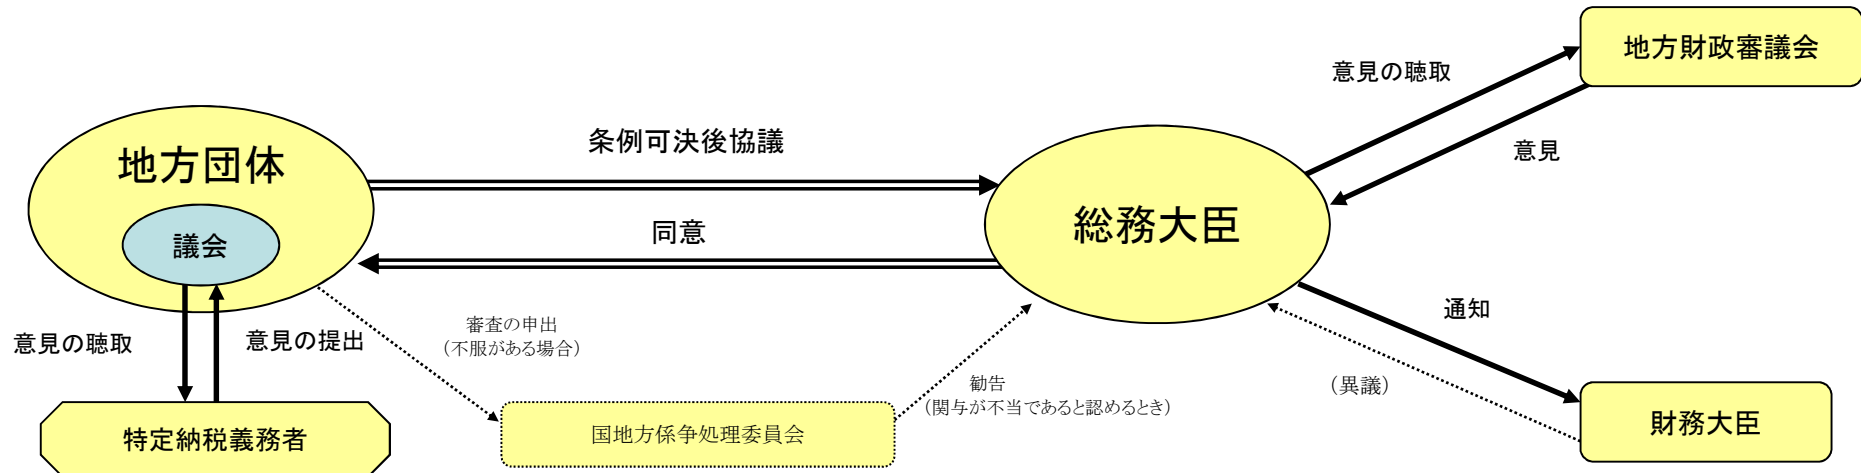 地方財政審議会
意見の聴取
意見
地方団体
議会
条例可決後協議
同意
総務大臣
意見の聴取
意見の提出
審査の申出
(不服がある場合)
通知
(異議)
勧告
(関与が不当であると認めるとき)
特定納税義務者
国地方係争処理委員会
財務大臣